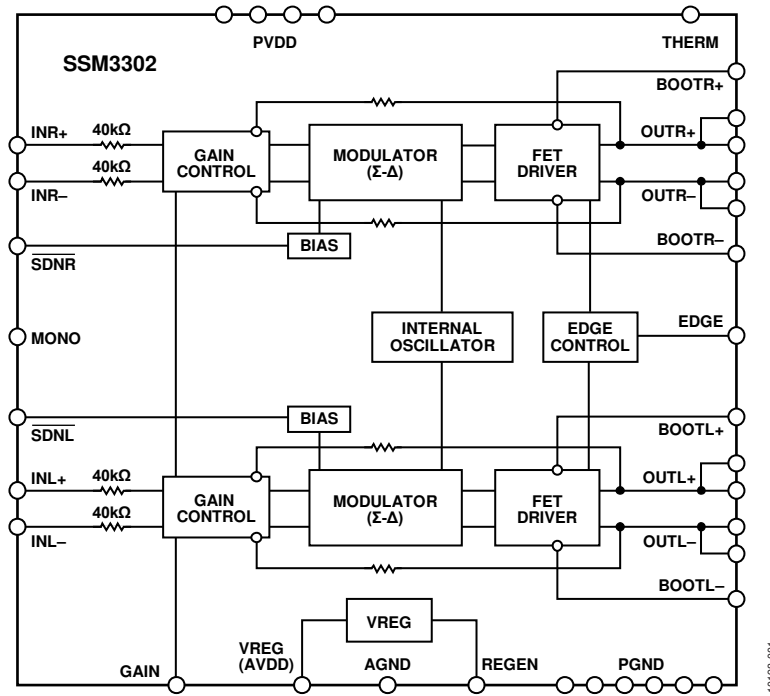 PVDD
THERM
SSM3302
BOOTR+
INR+
40kΩ
GAIN
CONTROL
MODULATOR
(Σ-Δ)
FET
DRIVER
OUTR+
40kΩ
INR–
OUTR–
BIAS
SDNR
BOOTR–
MONO
INTERNAL
OSCILLATOR
EDGE
CONTROL
EDGE
BIAS
SDNL
BOOTL+
INL+
40kΩ
GAIN
CONTROL
MODULATOR
(Σ-Δ)
FET
DRIVER
OUTL+
40kΩ
INL–
OUTL–
BOOTL–
VREG
VREG
(AVDD)
GAIN
AGND
REGEN
PGND